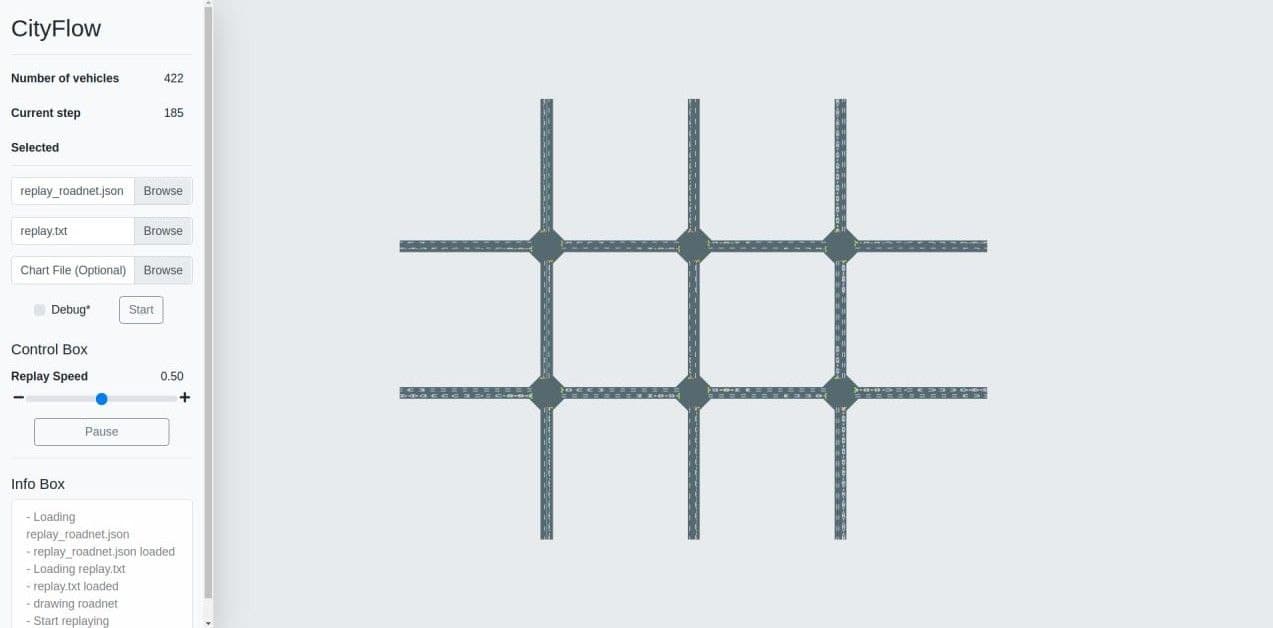 CityFlow
Number of vehicles 422
Current step 185
Selected
replay_roadnet.json Browse
replay.txt Browse
Chart File (Optional) Browse
Debug* Start
Control Box
Replay Speed 0.50
− +
Pause
Info Box
- Loading
replay_roadnet.json
- replay_roadnet.json loaded
- Loading replay.txt
- replay.txt loaded
- drawing roadnet
- Start replaying